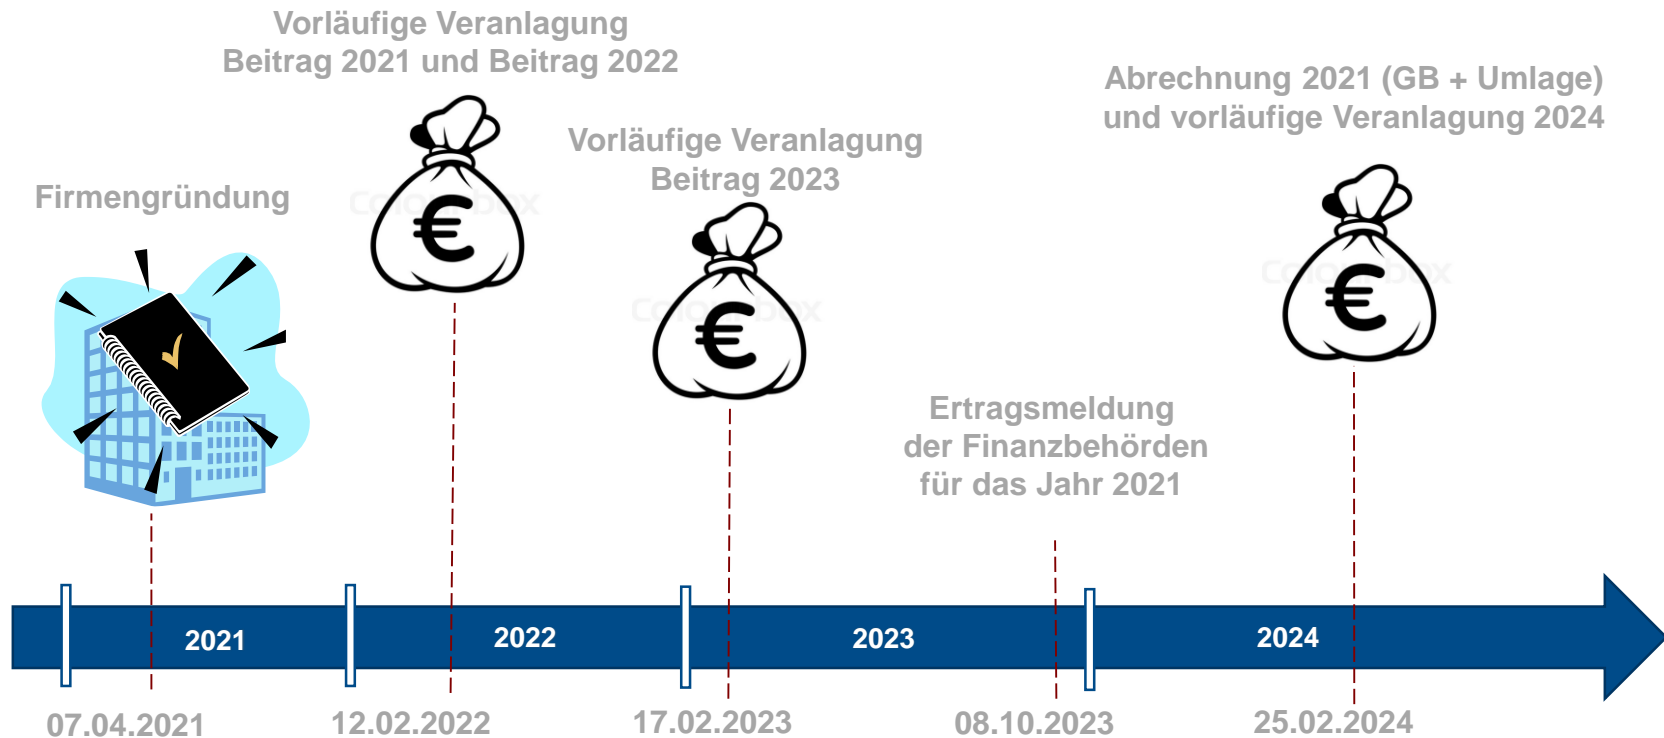 Vorläufige Veranlagung
Beitrag 2021 und Beitrag 2022
Abrechnung 2021 (GB + Umlage)
und vorläufige Veranlagung 2024
Vorläufige Veranlagung
Beitrag 2023
Firmengründung
€
€
€
Ertragsmeldung
der Finanzbehörden
für das Jahr 2021
2021
2022
2023
2024
07.04.2021
12.02.2022
17.02.2023
08.10.2023
25.02.2024